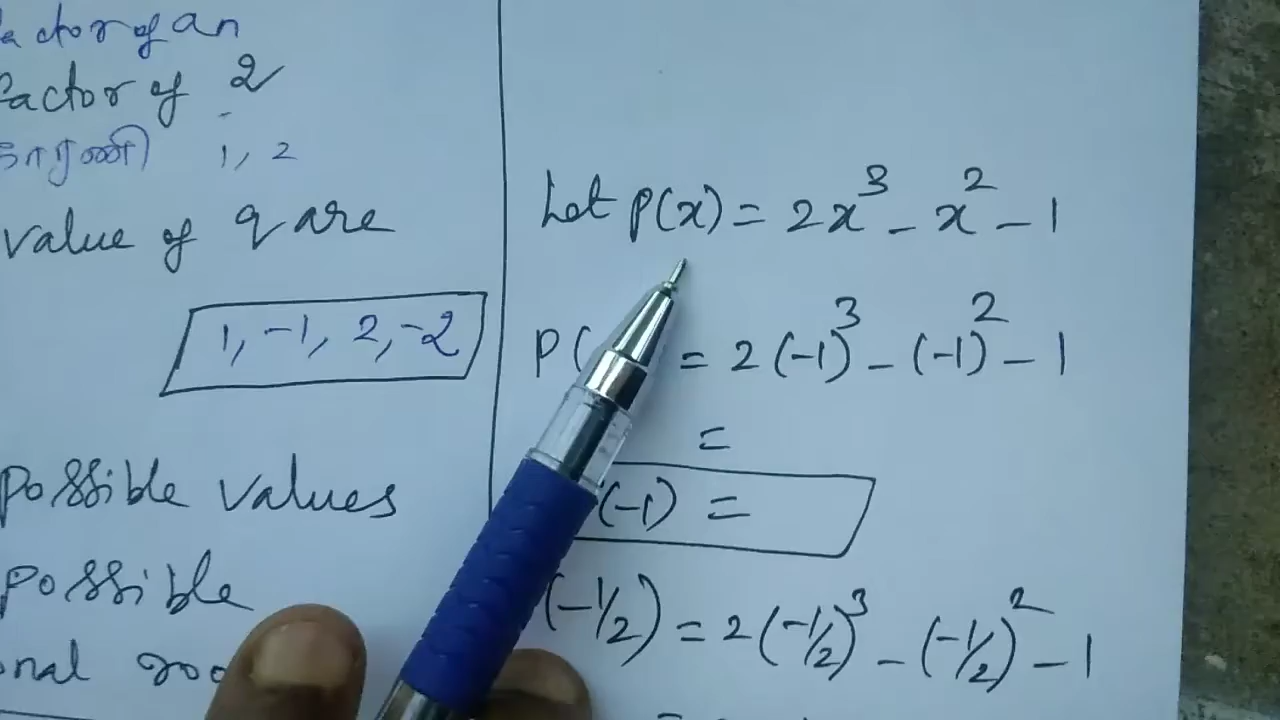 factor of an
factor of 2
காரணி 1, 2
value of q are
1, -1, 2, -2
possible values
possible
Let P(x) = 2x³ - x² - 1
P( = 2(-1)³ - (-1)² - 1
=
(-1) =
(-1/2) = 2(-1/2)³ - (-1/2)² - 1
=